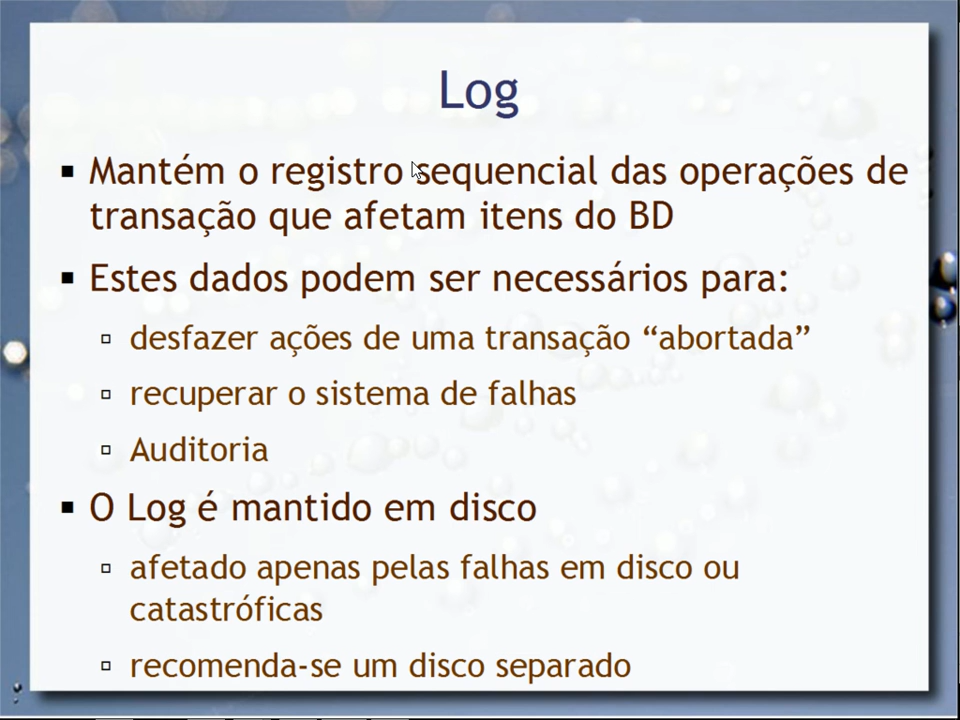 Log
▪ Mantém o registro sequencial das operações de
transação que afetam itens do BD
▪ Estes dados podem ser necessários para:
▫ desfazer ações de uma transação “abortada”
▫ recuperar o sistema de falhas
▫ Auditoria
▪ O Log é mantido em disco
▫ afetado apenas pelas falhas em disco ou
catastróficas
▫ recomenda-se um disco separado